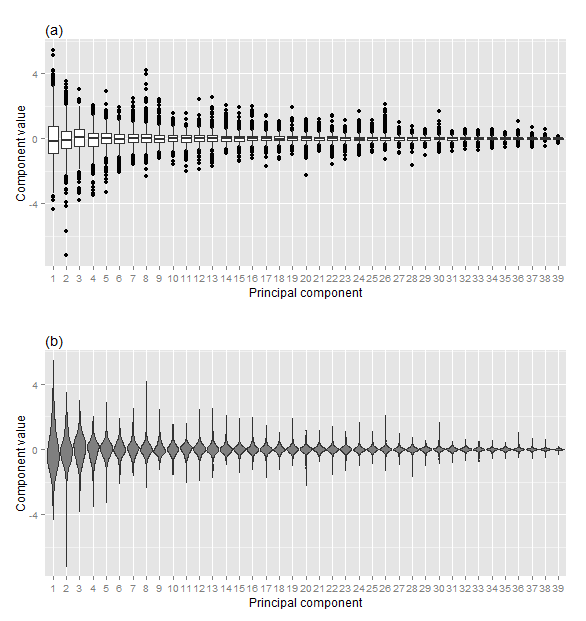 (a)
4
0
-4
Component value
1 2 3 4 5 6 7 8 9 10 11 12 13 14 15 16 17 18 19 20 21 22 23 24 25 26 27 28 29 30 31 32 33 34 35 36 37 38 39
Principal component
(b)
4
0
-4
Component value
1 2 3 4 5 6 7 8 9 10 11 12 13 14 15 16 17 18 19 20 21 22 23 24 25 26 27 28 29 30 31 32 33 34 35 36 37 38 39
Principal component